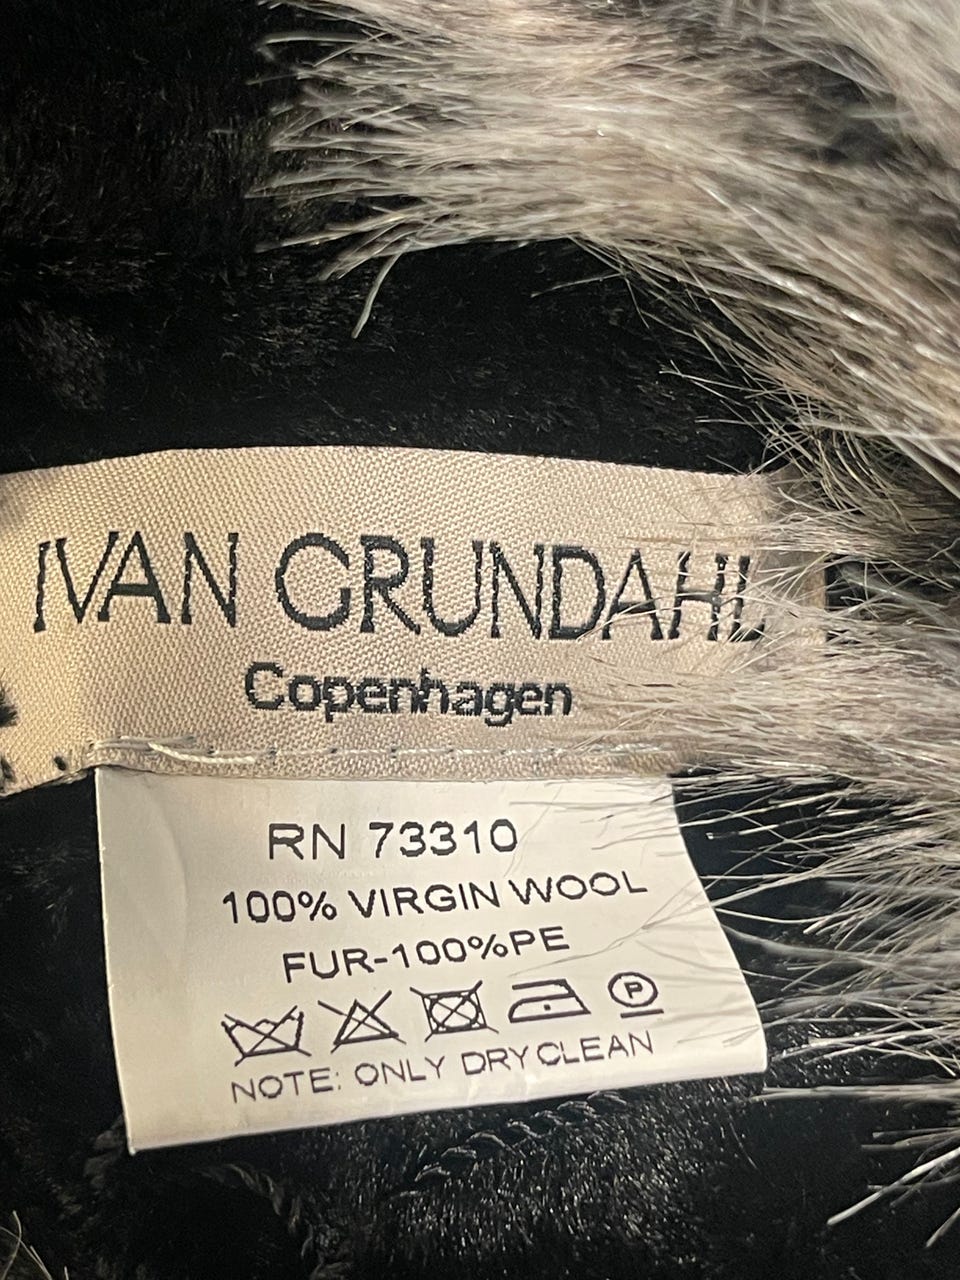 IVAN GRUNDAHL
Copenhagen
RN 73310
100% VIRGIN WOOL
FUR-100%PE
P
NOTE: ONLY DRY CLEAN